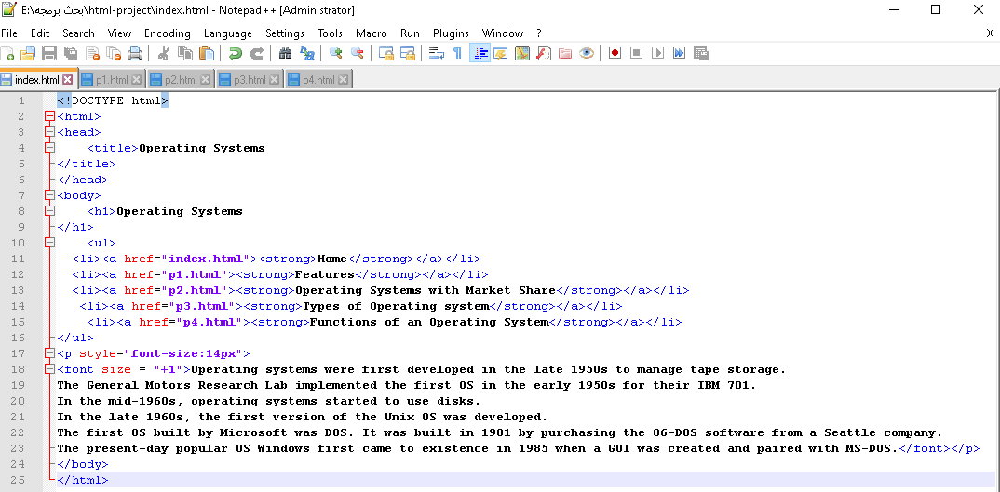 E:\بحث برمجة\html-project\index.html - Notepad++ [Administrator]
File Edit Search View Encoding Language Settings Tools Macro Run Plugins Window ? X
index.html p1.html p2.html p3.html p4.html
1 <!DOCTYPE html>
2 <html>
3 <head>
4 <title>Operating Systems
5 </title>
6 </head>
7 <body>
8 <h1>Operating Systems
9 </h1>
10 <ul>
11 <li><a href="index.html"><strong>Home</strong></a></li>
12 <li><a href="p1.html"><strong>Features</strong></a></li>
13 <li><a href="p2.html"><strong>Operating Systems with Market Share</strong></a></li>
14 <li><a href="p3.html"><strong>Types of Operating system</strong></a></li>
15 <li><a href="p4.html"><strong>Functions of an Operating System</strong></a></li>
16 </ul>
17 <p style="font-size:14px">
18 <font size = "+1">Operating systems were first developed in the late 1950s to manage tape storage.
19 The General Motors Research Lab implemented the first OS in the early 1950s for their IBM 701.
20 In the mid-1960s, operating systems started to use disks.
21 In the late 1960s, the first version of the Unix OS was developed.
22 The first OS built by Microsoft was DOS. It was built in 1981 by purchasing the 86-DOS software from a Seattle company.
23 The present-day popular OS Windows first came to existence in 1985 when a GUI was created and paired with MS-DOS.</font></p>
24 </body>
25 </html>